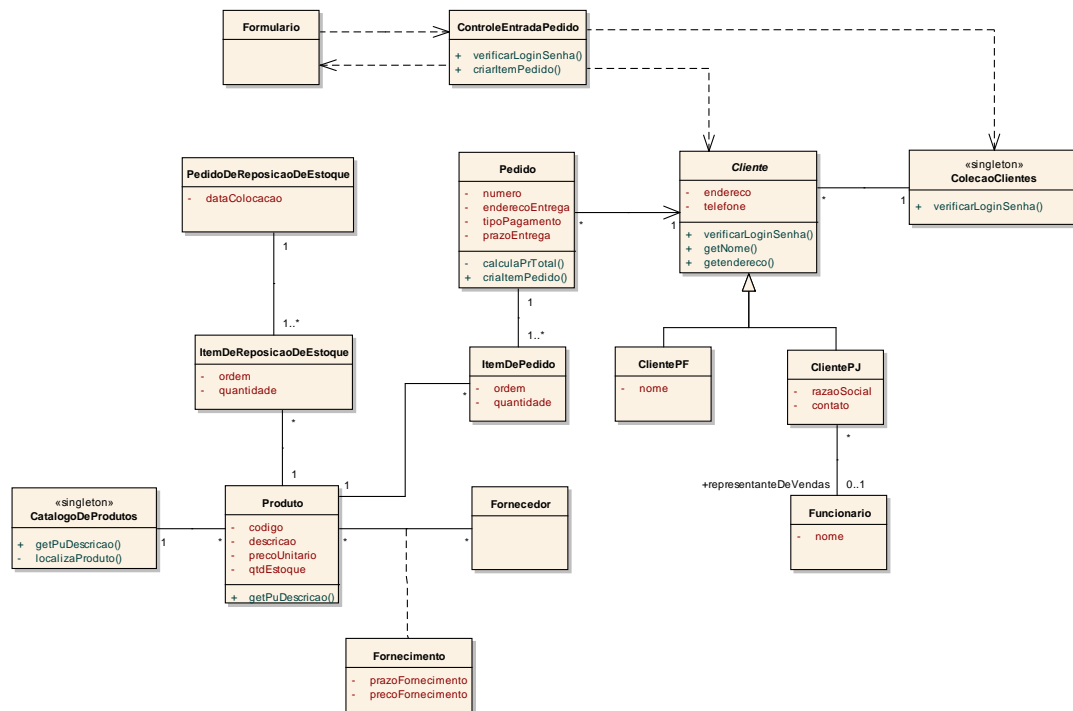 Formulario
ControleEntradaPedido
+ verificarLoginSenha()
+ criarItemPedido()
PedidoDeReposicaoDeEstoque
- dataColocacao
Pedido
- numero
- enderecoEntrega
- tipoPagamento
- prazoEntrega
- calculaPrTotal()
+ criaItemPedido()
Cliente
- endereco
- telefone
+ verificarLoginSenha()
+ getNome()
+ getendereco()
«singleton»
ColecaoClientes
+ verificarLoginSenha()
* 1
* 1
1
1..*
1
1..*
ItemDeReposicaoDeEstoque
- ordem
- quantidade
ItemDePedido
- ordem
- quantidade
ClientePF
- nome
ClientePJ
- razaoSocial
- contato
*
1
*
1
*
+representanteDeVendas 0..1
«singleton»
CatalogoDeProdutos
+ getPuDescricao()
- localizaProduto()
1 *
Produto
- codigo
- descricao
- precoUnitario
- qtdEstoque
+ getPuDescricao()
* *
Fornecedor
Funcionario
- nome
Fornecimento
- prazoFornecimento
- precoFornecimento